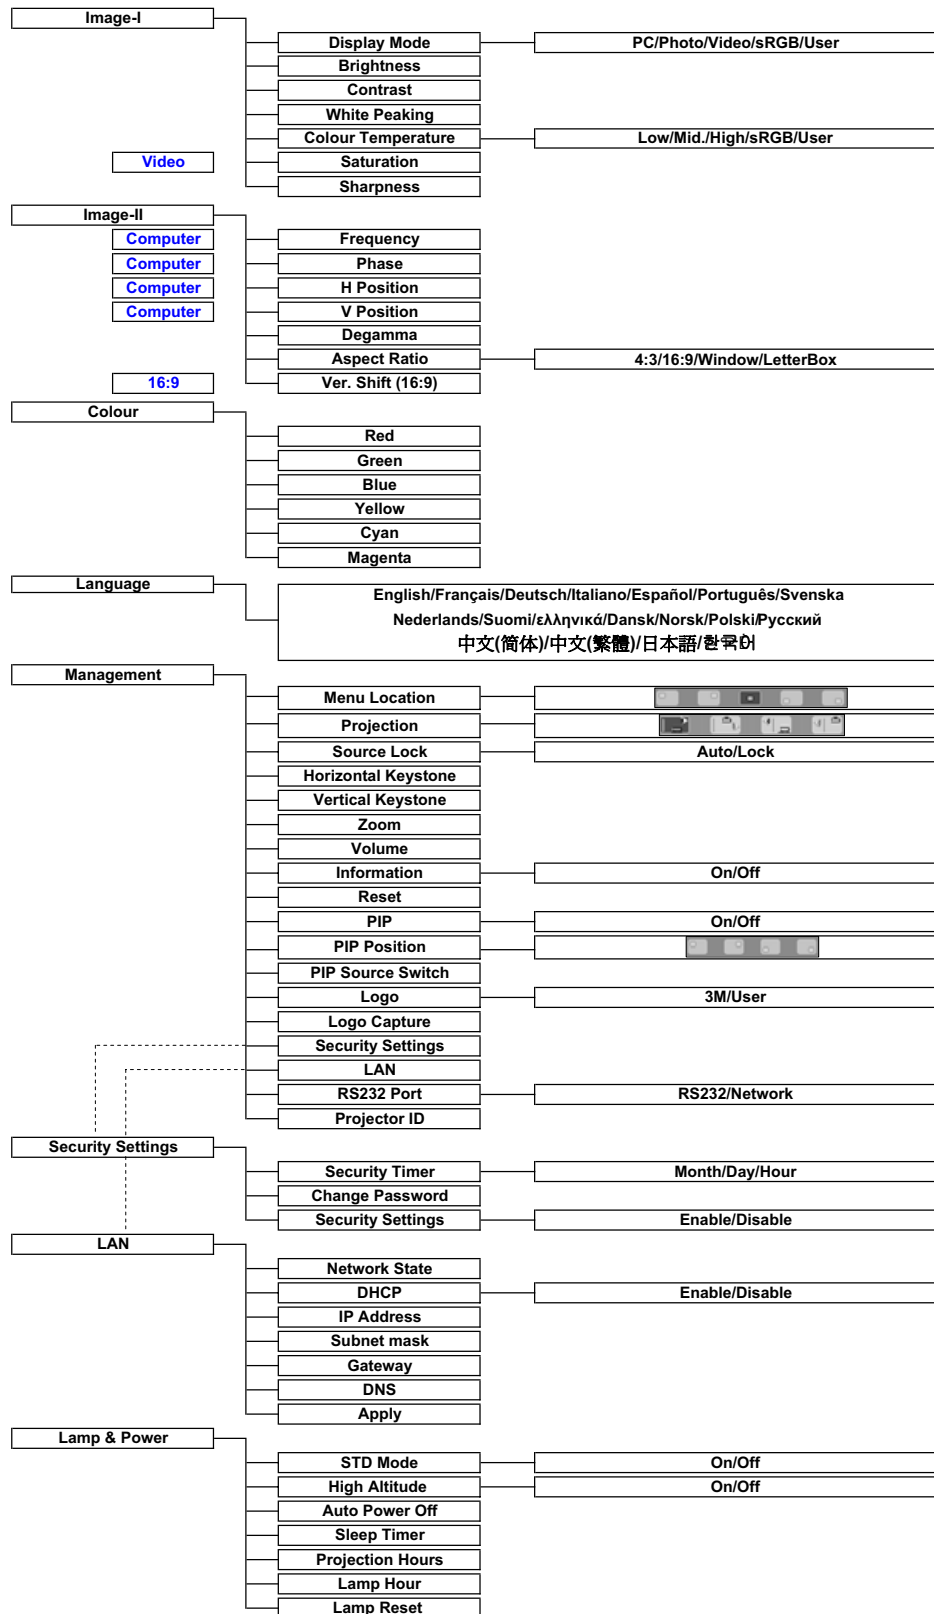 Image-I
Display Mode PC/Photo/Video/sRGB/User
Brightness
Contrast
White Peaking
Colour Temperature Low/Mid./High/sRGB/User
Video Saturation
Sharpness
Image-II
Computer Frequency
Computer Phase
Computer H Position
Computer V Position
Degamma
Aspect Ratio 4:3/16:9/Window/LetterBox
16:9 Ver. Shift (16:9)
Colour
Red
Green
Blue
Yellow
Cyan
Magenta
Language
English/Français/Deutsch/Italiano/Español/Português/Svenska
Nederlands/Suomi/ελληνικά/Dansk/Norsk/Polski/Русский
中文(简体)/中文(繁體)/日本語/한국어
Management
Menu Location
Projection
Source Lock Auto/Lock
Horizontal Keystone
Vertical Keystone
Zoom
Volume
Information On/Off
Reset
PIP On/Off
PIP Position
PIP Source Switch
Logo 3M/User
Logo Capture
Security Settings
LAN
RS232 Port RS232/Network
Projector ID
Security Settings
Security Timer Month/Day/Hour
Change Password
Security Settings Enable/Disable
LAN
Network State
DHCP Enable/Disable
IP Address
Subnet mask
Gateway
DNS
Apply
Lamp & Power
STD Mode On/Off
High Altitude On/Off
Auto Power Off
Sleep Timer
Projection Hours
Lamp Hour
Lamp Reset